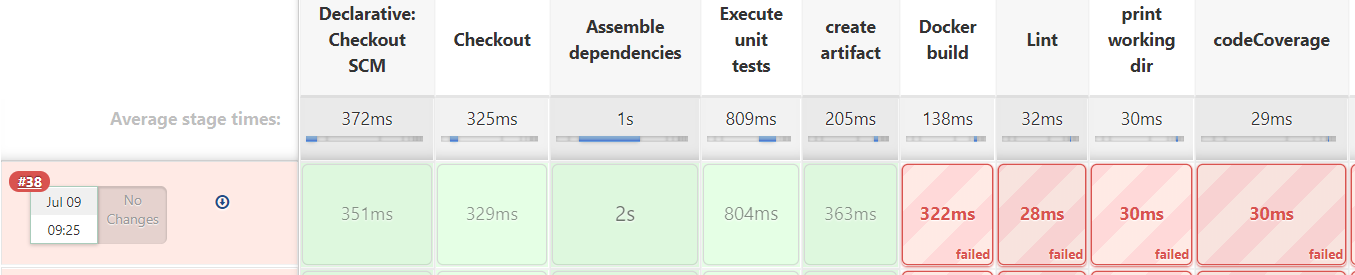 Declarative:
Checkout
SCM
Checkout
Assemble
dependencies
Execute
unit
tests
create
artifact
Docker
build
Lint
print
working
dir
codeCoverage
Average stage times:
372ms
325ms
1s
809ms
205ms
138ms
32ms
30ms
29ms
#38
Jul 09
09:25
No
Changes
351ms
329ms
2s
804ms
363ms
322ms
failed
28ms
failed
30ms
failed
30ms
failed